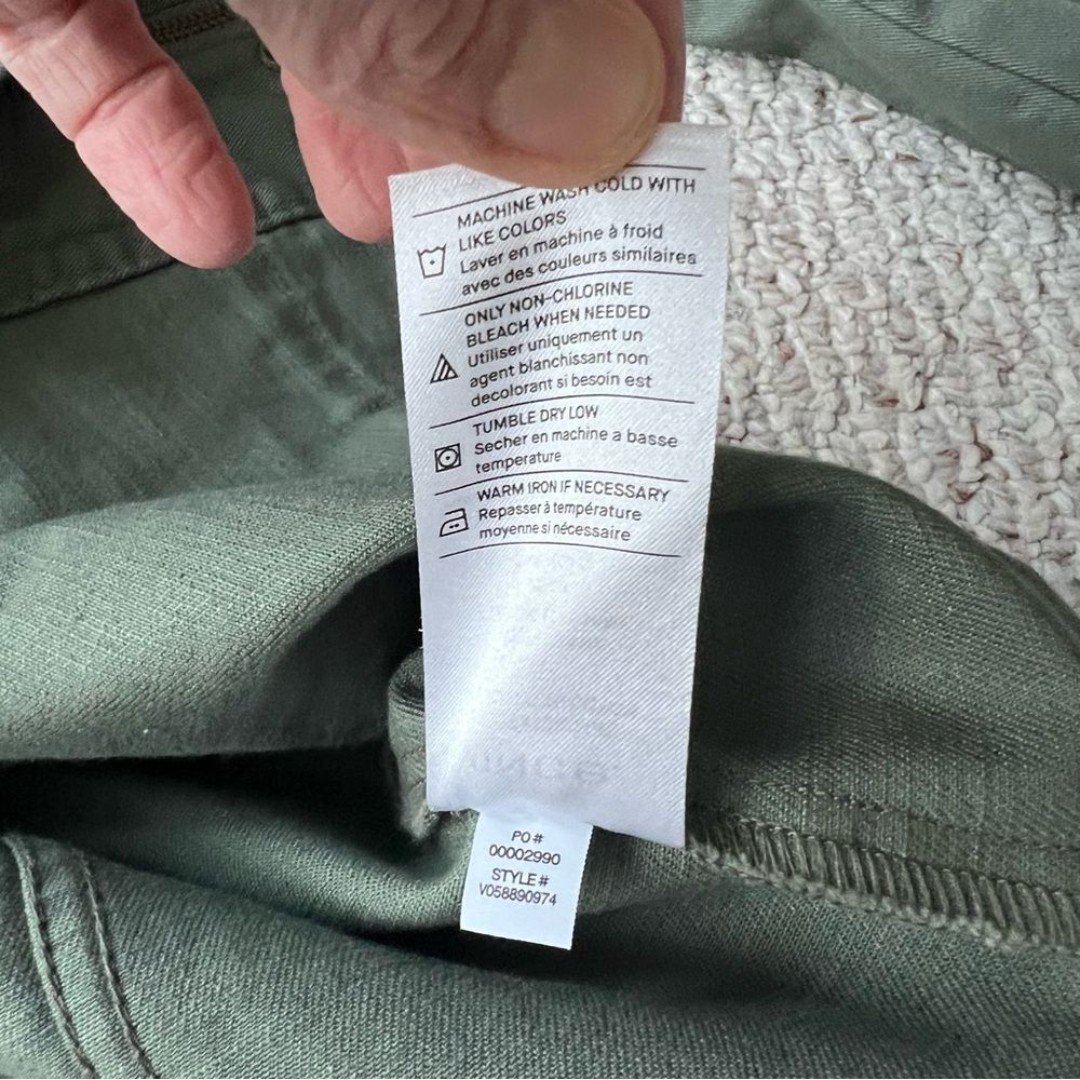 MACHINE WASH COLD WITH
LIKE COLORS
Laver en machine à froid
avec des couleurs similaires
ONLY NON-CHLORINE
BLEACH WHEN NEEDED
Utiliser uniquement un
agent blanchissant non
decolorant si besoin est
TUMBLE DRY LOW
Secher en machine a basse
temperature
WARM IRON IF NECESSARY
Repasser à température
moyenne si nécessaire
PO#
00002990
STYLE#
V058890974